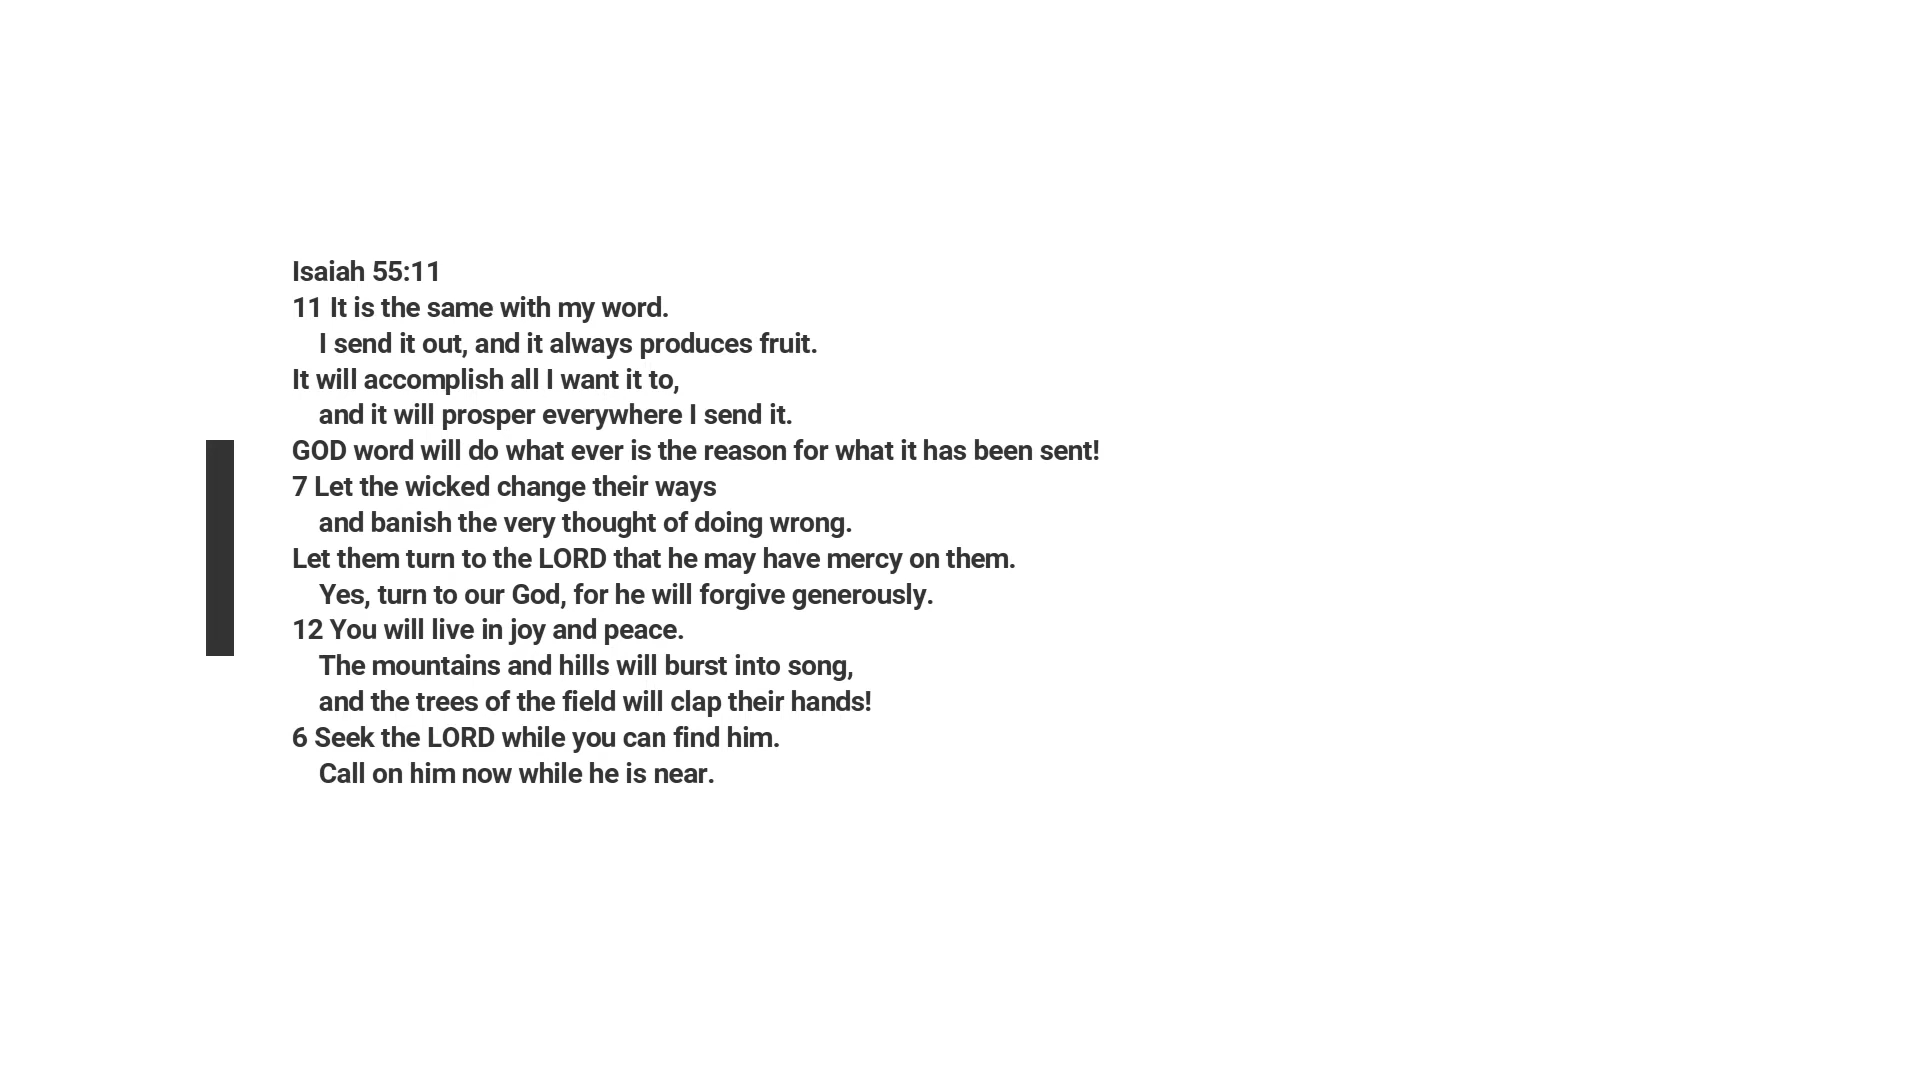 Isaiah 55:11
11 It is the same with my word.
I send it out, and it always produces fruit.
It will accomplish all I want it to,
and it will prosper everywhere I send it.
GOD word will do what ever is the reason for what it has been sent!
7 Let the wicked change their ways
and banish the very thought of doing wrong.
Let them turn to the LORD that he may have mercy on them.
Yes, turn to our God, for he will forgive generously.
12 You will live in joy and peace.
The mountains and hills will burst into song,
and the trees of the field will clap their hands!
6 Seek the LORD while you can find him.
Call on him now while he is near.